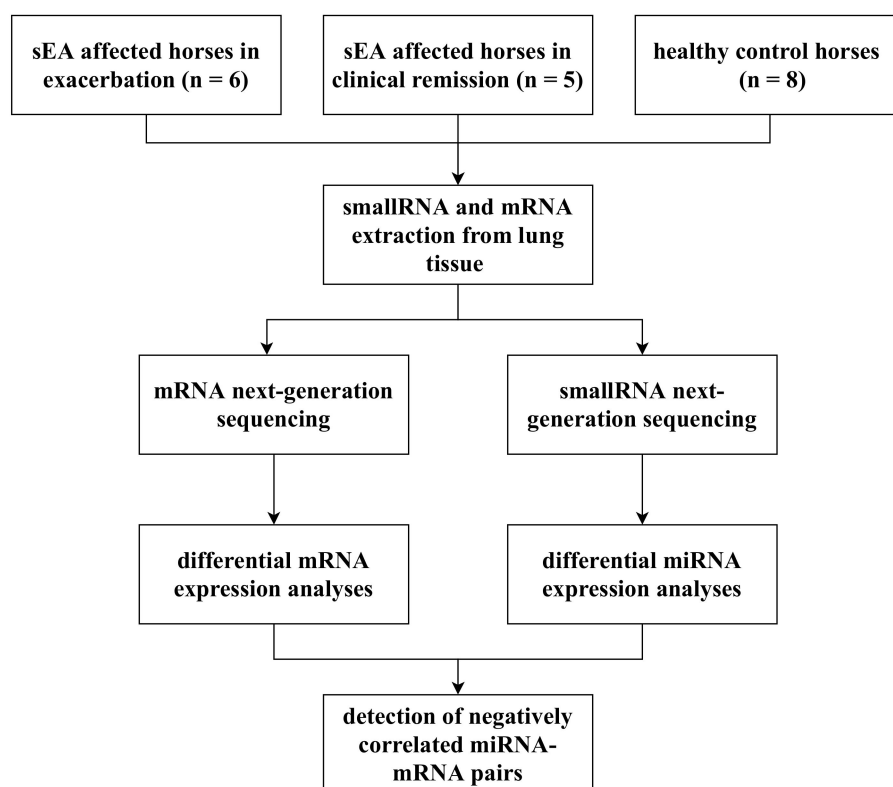 sEA affected horses in
exacerbation (n = 6)
sEA affected horses in
clinical remission (n = 5)
healthy control horses
(n = 8)
smallRNA and mRNA
extraction from lung
tissue
mRNA next-generation
sequencing
smallRNA next-
generation sequencing
differential mRNA
expression analyses
differential miRNA
expression analyses
detection of negatively
correlated miRNA-
mRNA pairs